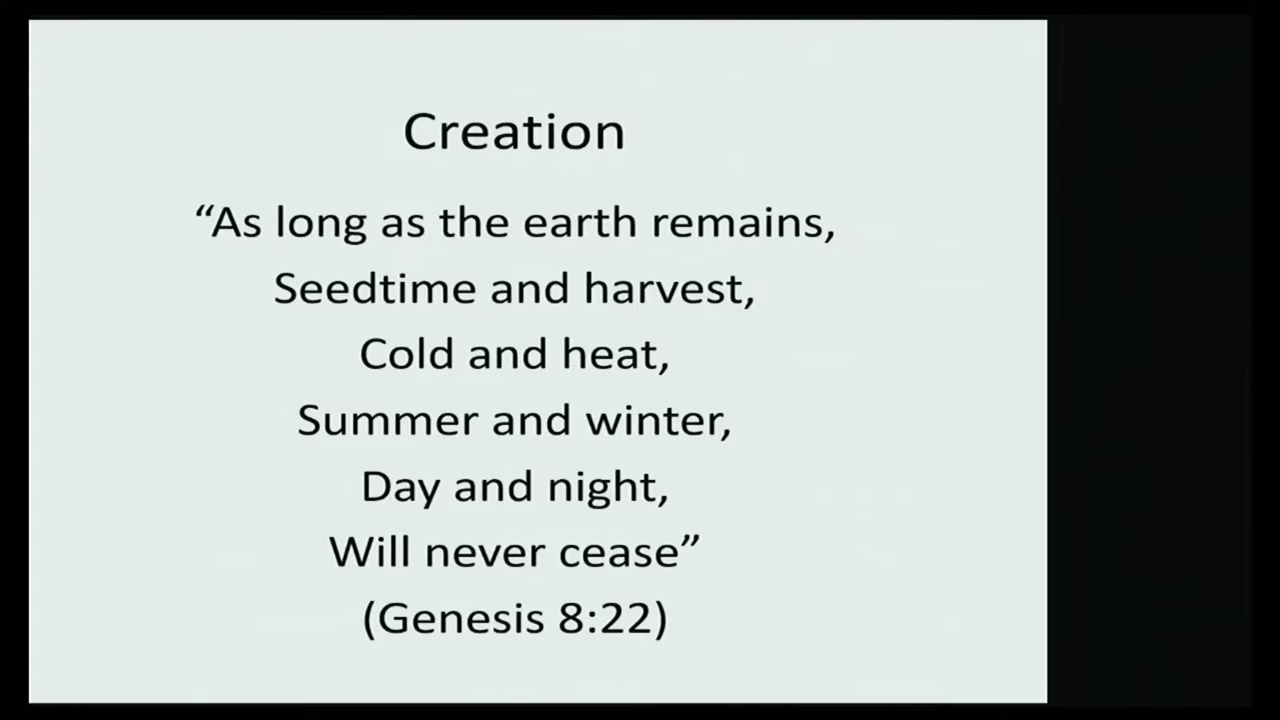 Creation
“As long as the earth remains,
Seedtime and harvest,
Cold and heat,
Summer and winter,
Day and night,
Will never cease”
(Genesis 8:22)